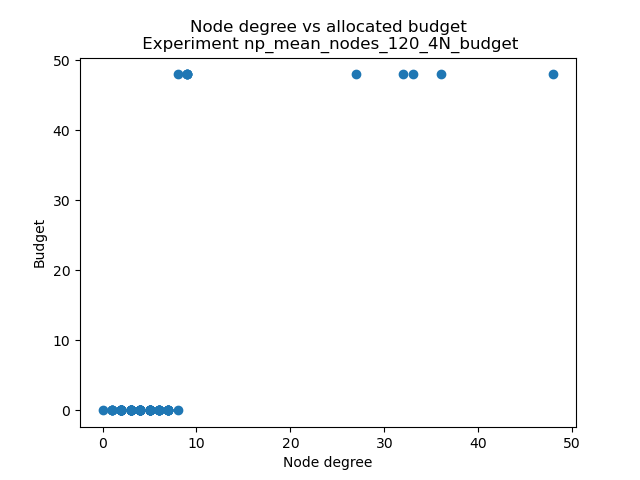 Node degree vs allocated budget
Experiment np_mean_nodes_120_4N_budget
50
40
30
20
10
0
Budget
0 10 20 30 40 50
Node degree